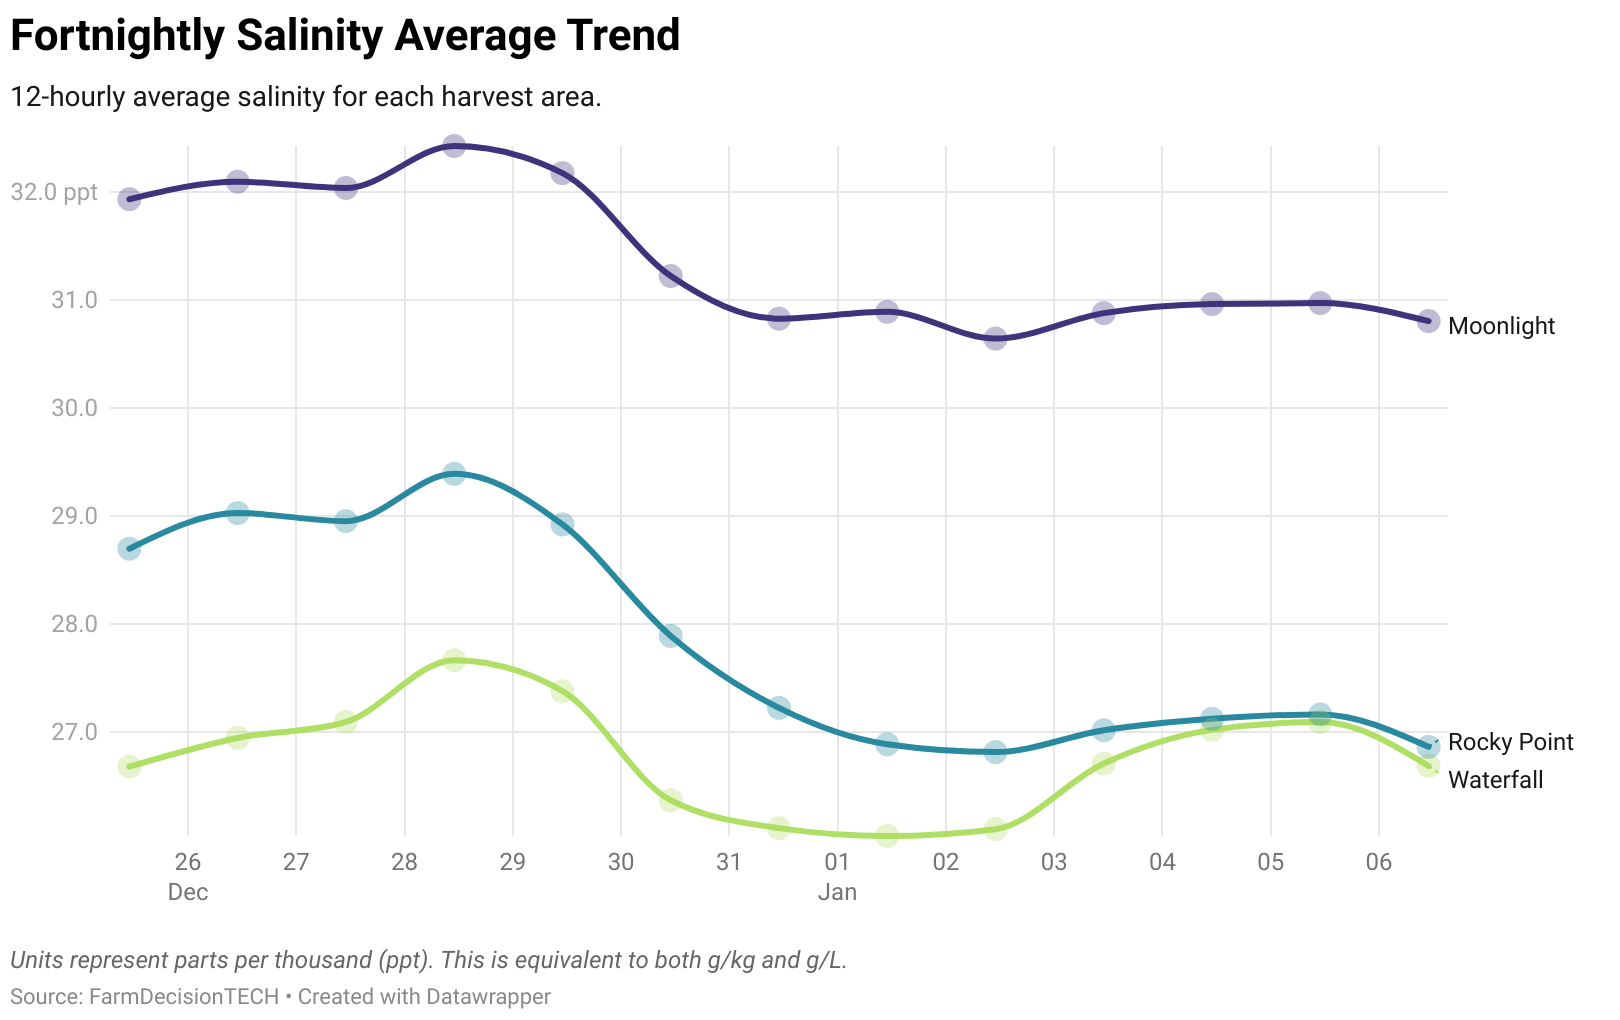 Fortnightly Salinity Average Trend
12-hourly average salinity for each harvest area.
32.0 ppt
31.0
30.0
29.0
28.0
27.0
Moonlight
Rocky Point
Waterfall
26 27 28 29 30 31 01 02 03 04 05 06
Dec Jan
Units represent parts per thousand (ppt). This is equivalent to both g/kg and g/L.
Source: FarmDecisionTECH • Created with Datawrapper